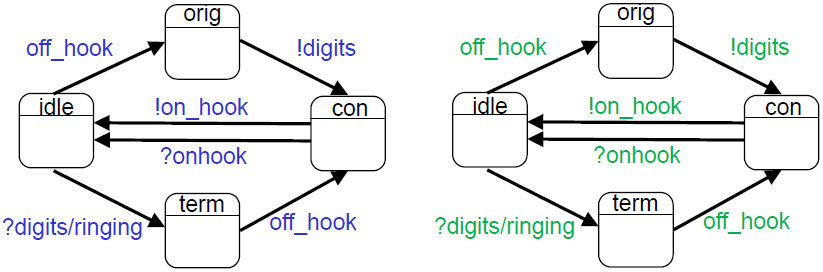 orig
off_hook
!digits
idle
!on_hook
con
?onhook
term
?digits/ringing
off_hook
orig
off_hook
!digits
idle
!on_hook
con
?onhook
term
?digits/ringing
off_hook